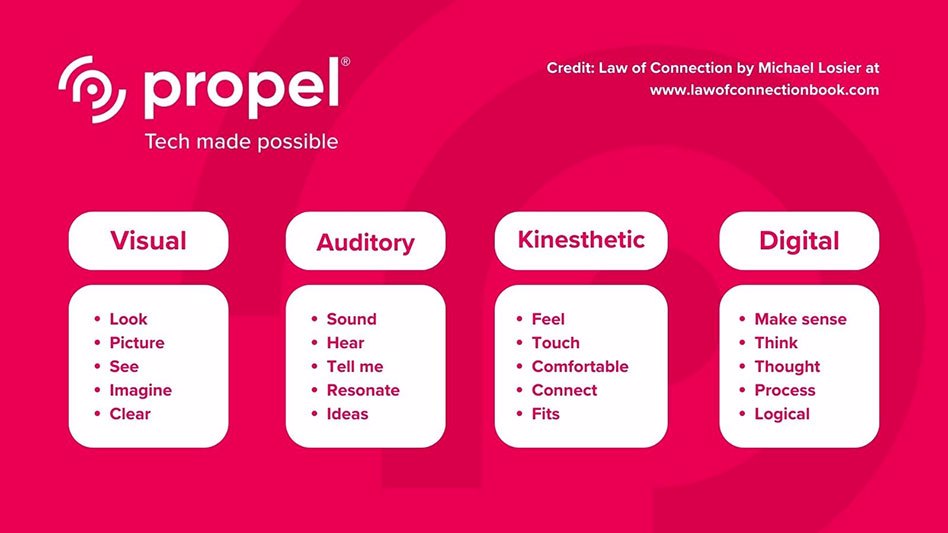 propel®
Tech made possible
Credit: Law of Connection by Michael Losier at
www.lawofconnectionbook.com
Visual
• Look
• Picture
• See
• Imagine
• Clear
Auditory
• Sound
• Hear
• Tell me
• Resonate
• Ideas
Kinesthetic
• Feel
• Touch
• Comfortable
• Connect
• Fits
Digital
• Make sense
• Think
• Thought
• Process
• Logical